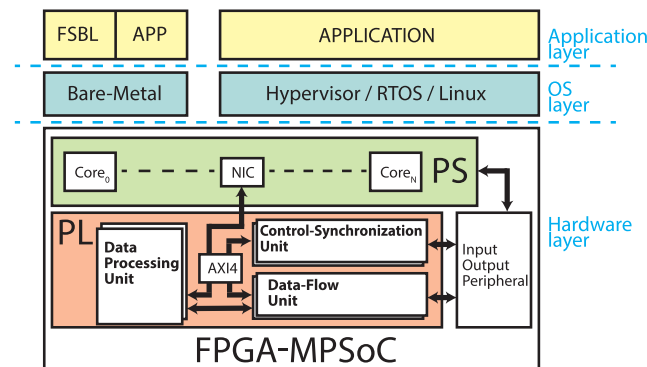 FSBL APP APPLICATION Application
layer
Bare-Metal Hypervisor / RTOS / Linux OS
layer
Core0 NIC CoreN PS
PL Control-Synchronization
Unit
Hardware
layer
Data
Processing
Unit
AXI4
Input
Output
Peripheral
Data-Flow
Unit
FPGA-MPSoC